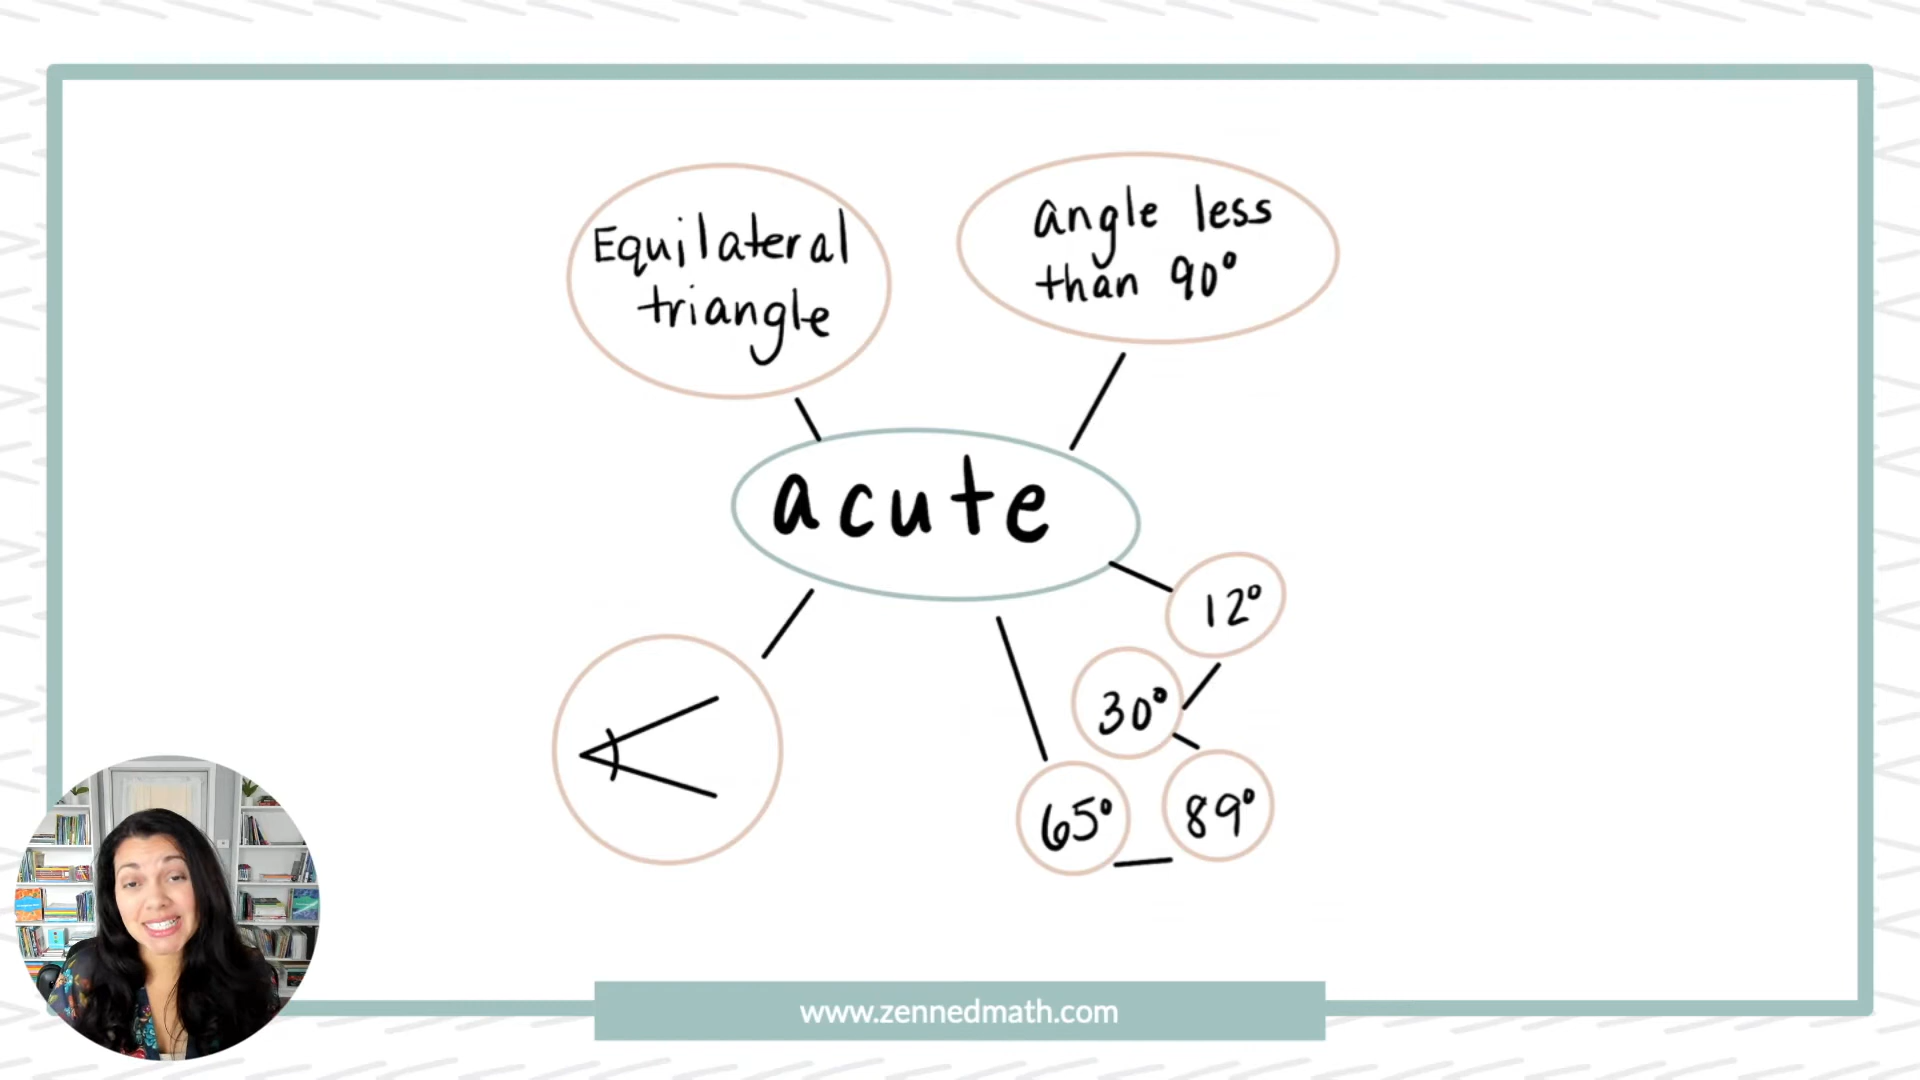 Equilateral
triangle
angle less
than 90°
acute
12°
30°
65°
89°
www.zennedmath.com